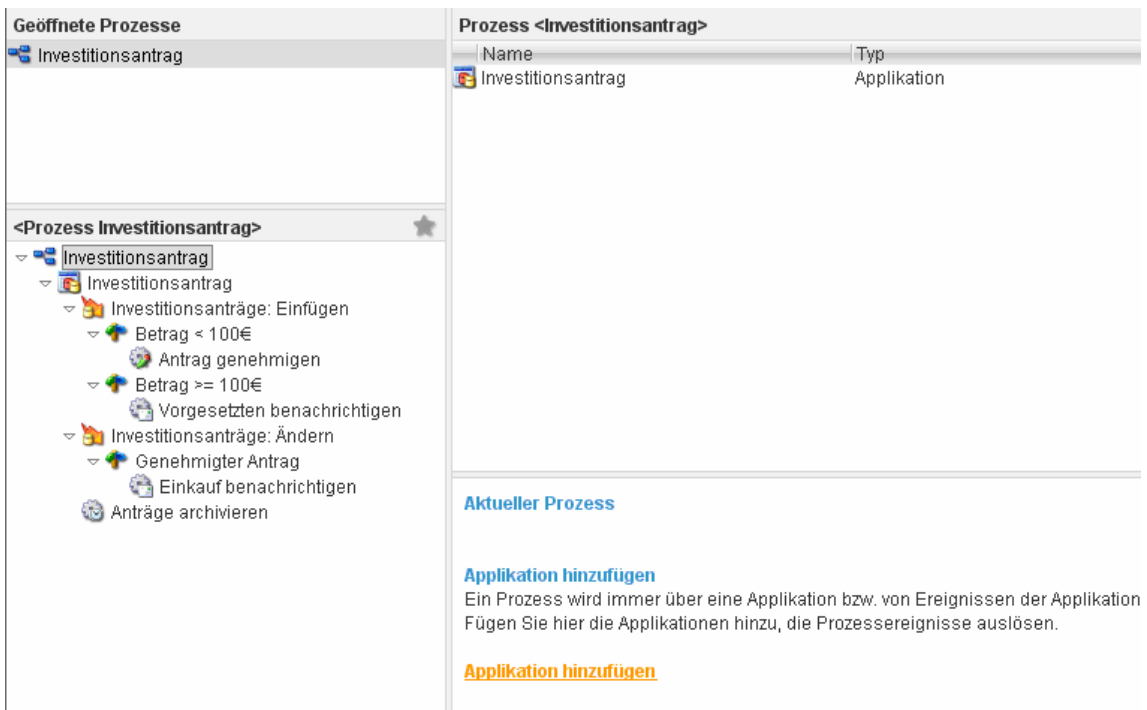 Geöffnete Prozesse
Investitionsantrag
<Prozess Investitionsantrag>
Investitionsantrag
Investitionsantrag
Investitionsanträge: Einfügen
Betrag < 100€
Antrag genehmigen
Betrag >= 100€
Vorgesetzten benachrichtigen
Investitionsanträge: Ändern
Genehmigter Antrag
Einkauf benachrichtigen
Anträge archivieren
Prozess <Investitionsantrag>
Name Typ
Investitionsantrag Applikation
Aktueller Prozess
Applikation hinzufügen
Ein Prozess wird immer über eine Applikation bzw. von Ereignissen der Applikation
Fügen Sie hier die Applikationen hinzu, die Prozessereignisse auslösen.
Applikation hinzufügen